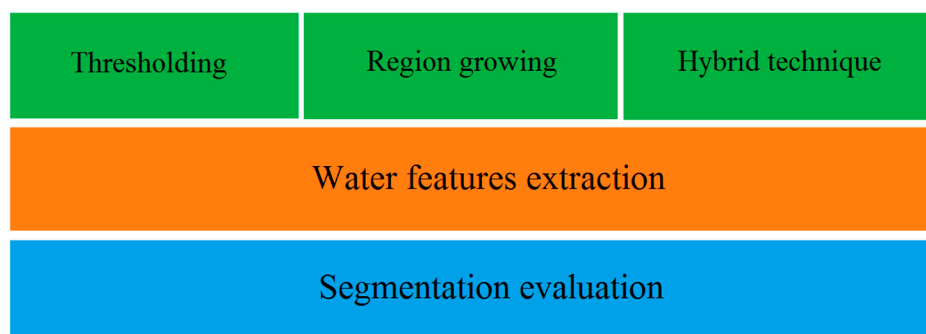 Thresholding
Region growing
Hybrid technique
Water features extraction
Segmentation evaluation